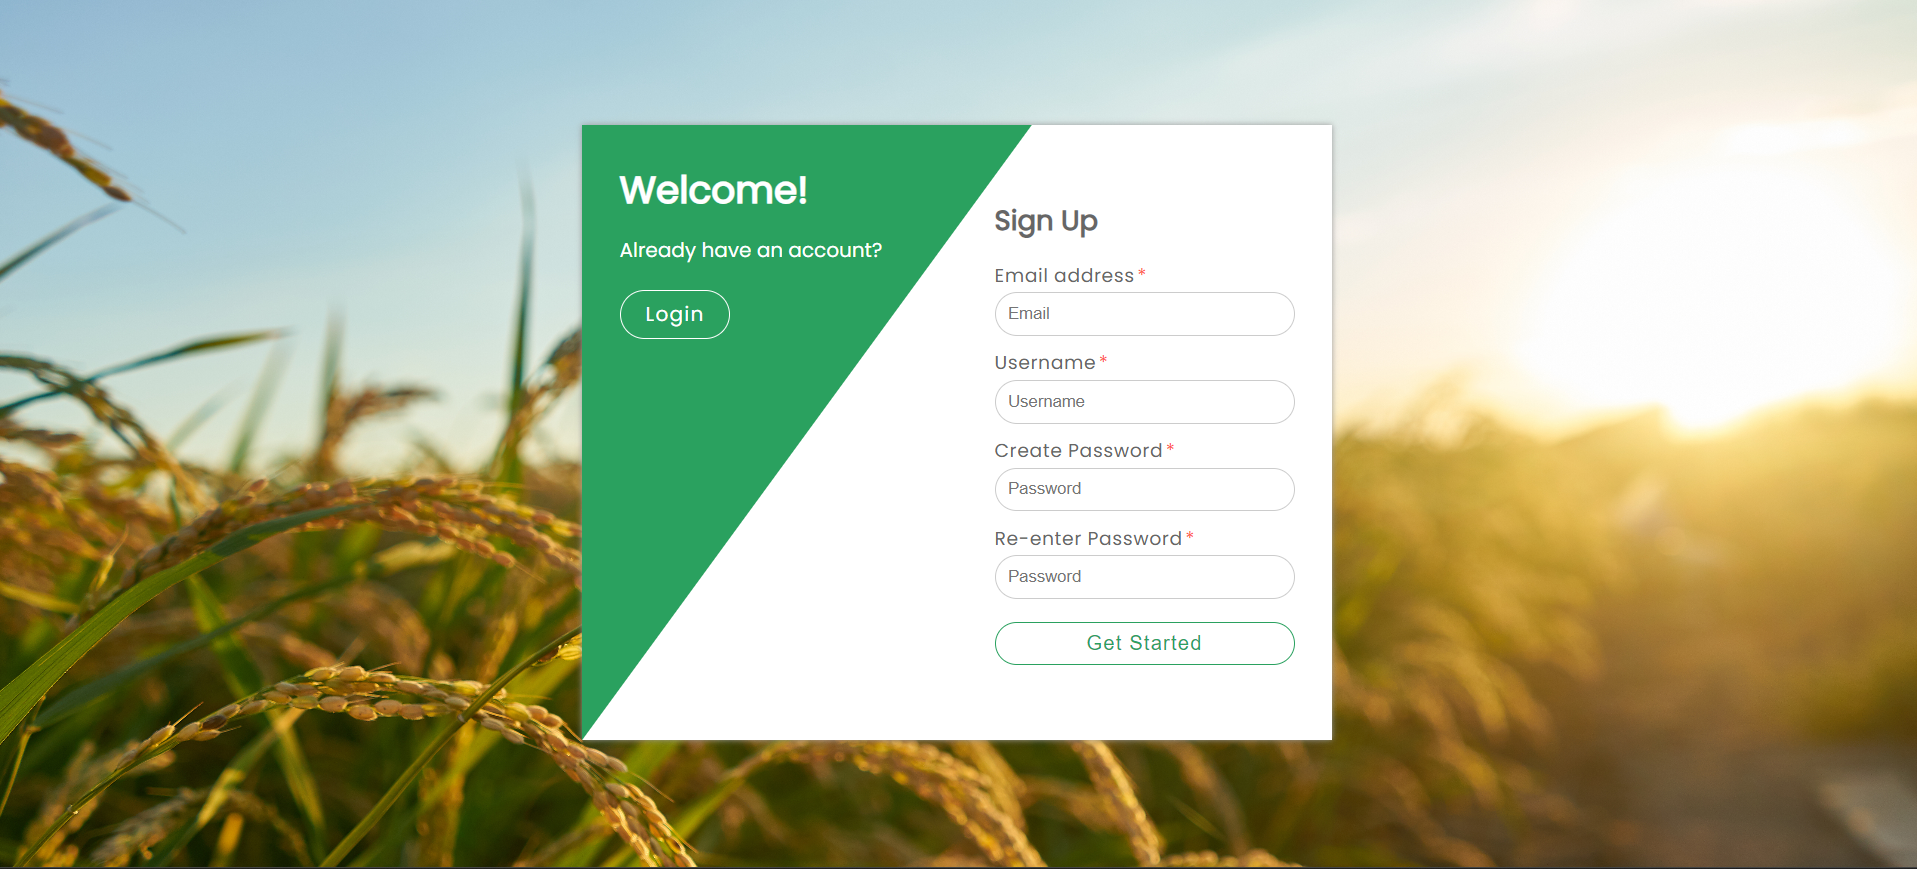 Welcome!
Already have an account?
Login
Sign Up
Email address*
Email
Username*
Username
Create Password*
Password
Re-enter Password*
Password
Get Started